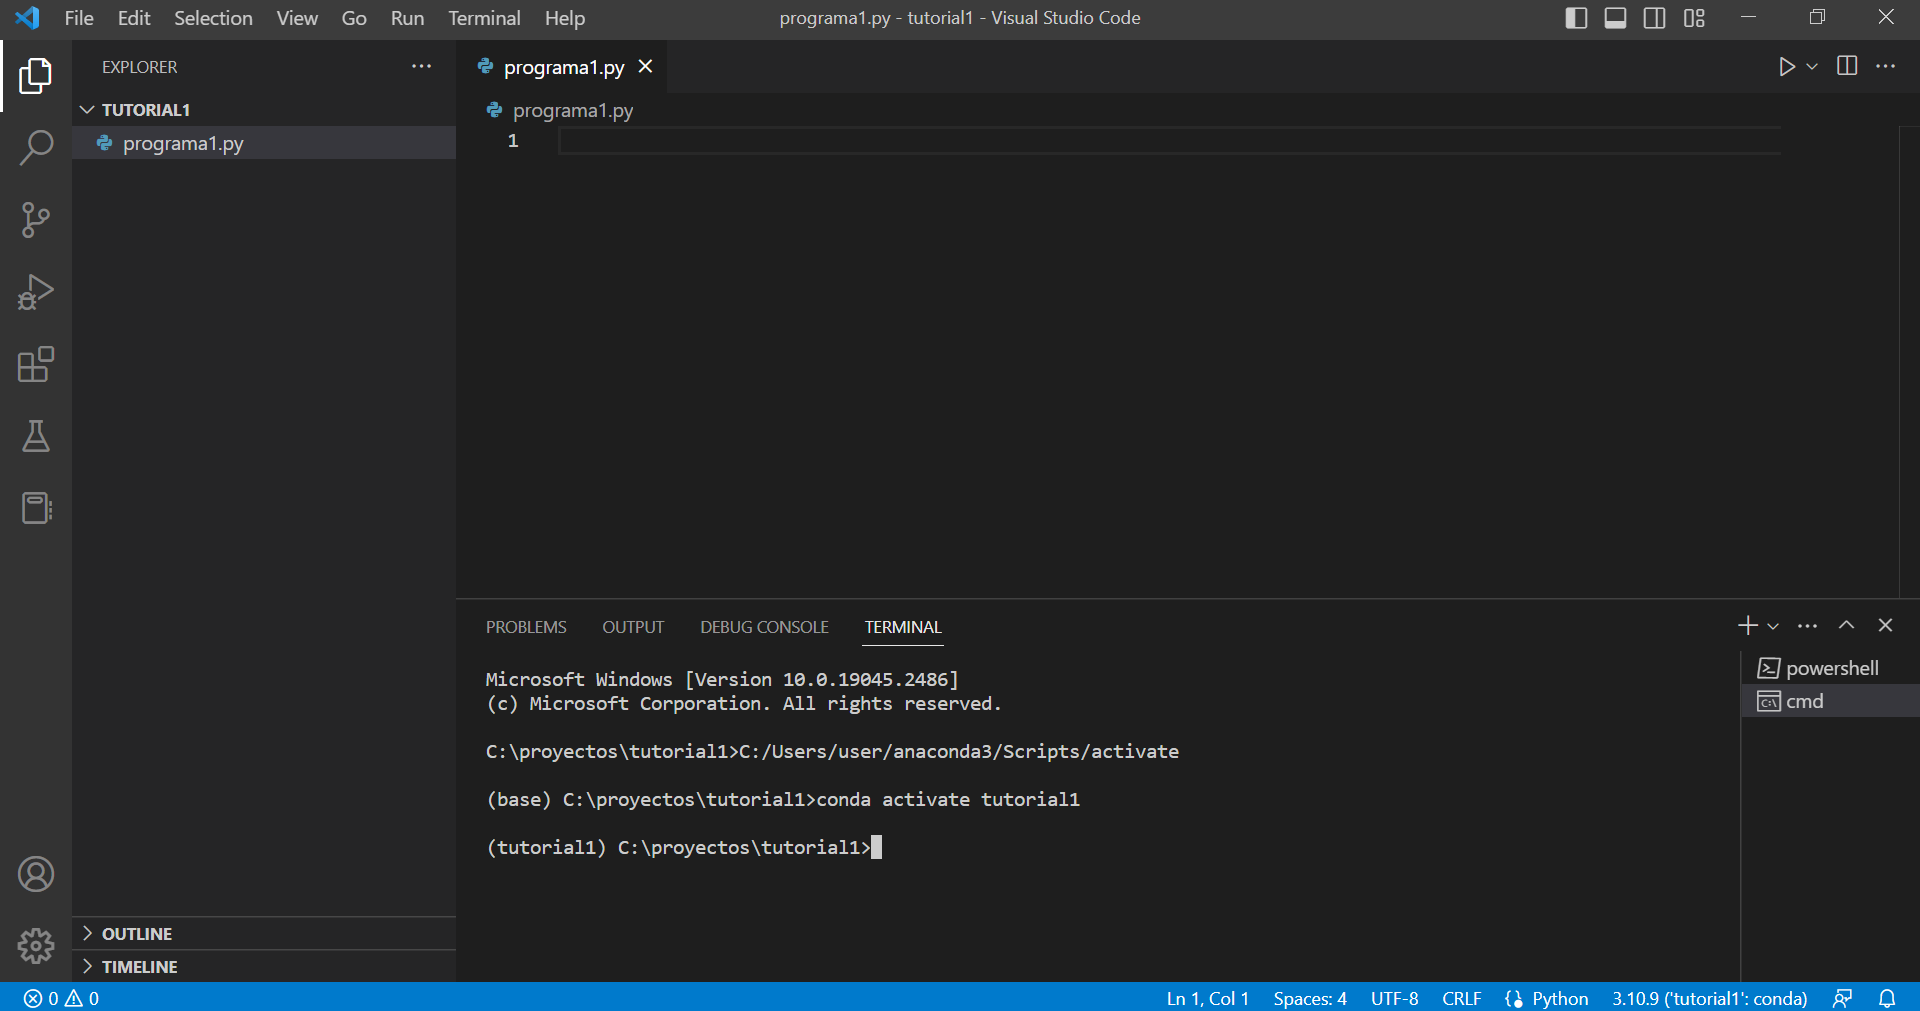 File Edit Selection View Go Run Terminal Help
programa1.py - tutorial1 - Visual Studio Code
EXPLORER
TUTORIAL1
programa1.py
OUTLINE
TIMELINE
programa1.py
programa1.py
1
PROBLEMS OUTPUT DEBUG CONSOLE TERMINAL
Microsoft Windows [Version 10.0.19045.2486]
(c) Microsoft Corporation. All rights reserved.
C:\proyectos\tutorial1>C:/Users/user/anaconda3/Scripts/activate
(base) C:\proyectos\tutorial1>conda activate tutorial1
(tutorial1) C:\proyectos\tutorial1>
powershell
cmd
0 0
Ln 1, Col 1 Spaces: 4 UTF-8 CRLF Python 3.10.9 ('tutorial1': conda)